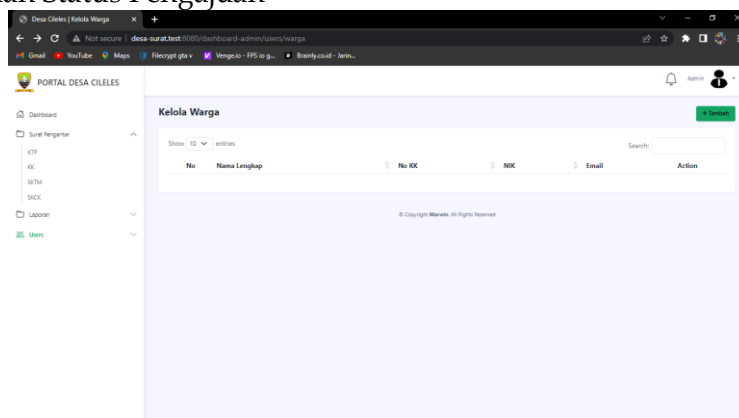 an Status Pengajuan
Desa Cileles | Kelola Warga
Not secure | desa-surat.test:8080/dashboard-admin/users/warga
Gmail YouTube Maps Filecrypt gta v Venge.io - FPS io g... Brainly.co.id - Jarin...
PORTAL DESA CILELES
Admin
Dashboard
Surat Pengantar
KTP
KK
SKTM
SKCK
Laporan
Users
Kelola Warga
+ Tambah
Show 10 entries
Search:
No Nama Lengkap No KK NIK Email Action
© Copyright Marwin. All Rights Reserved